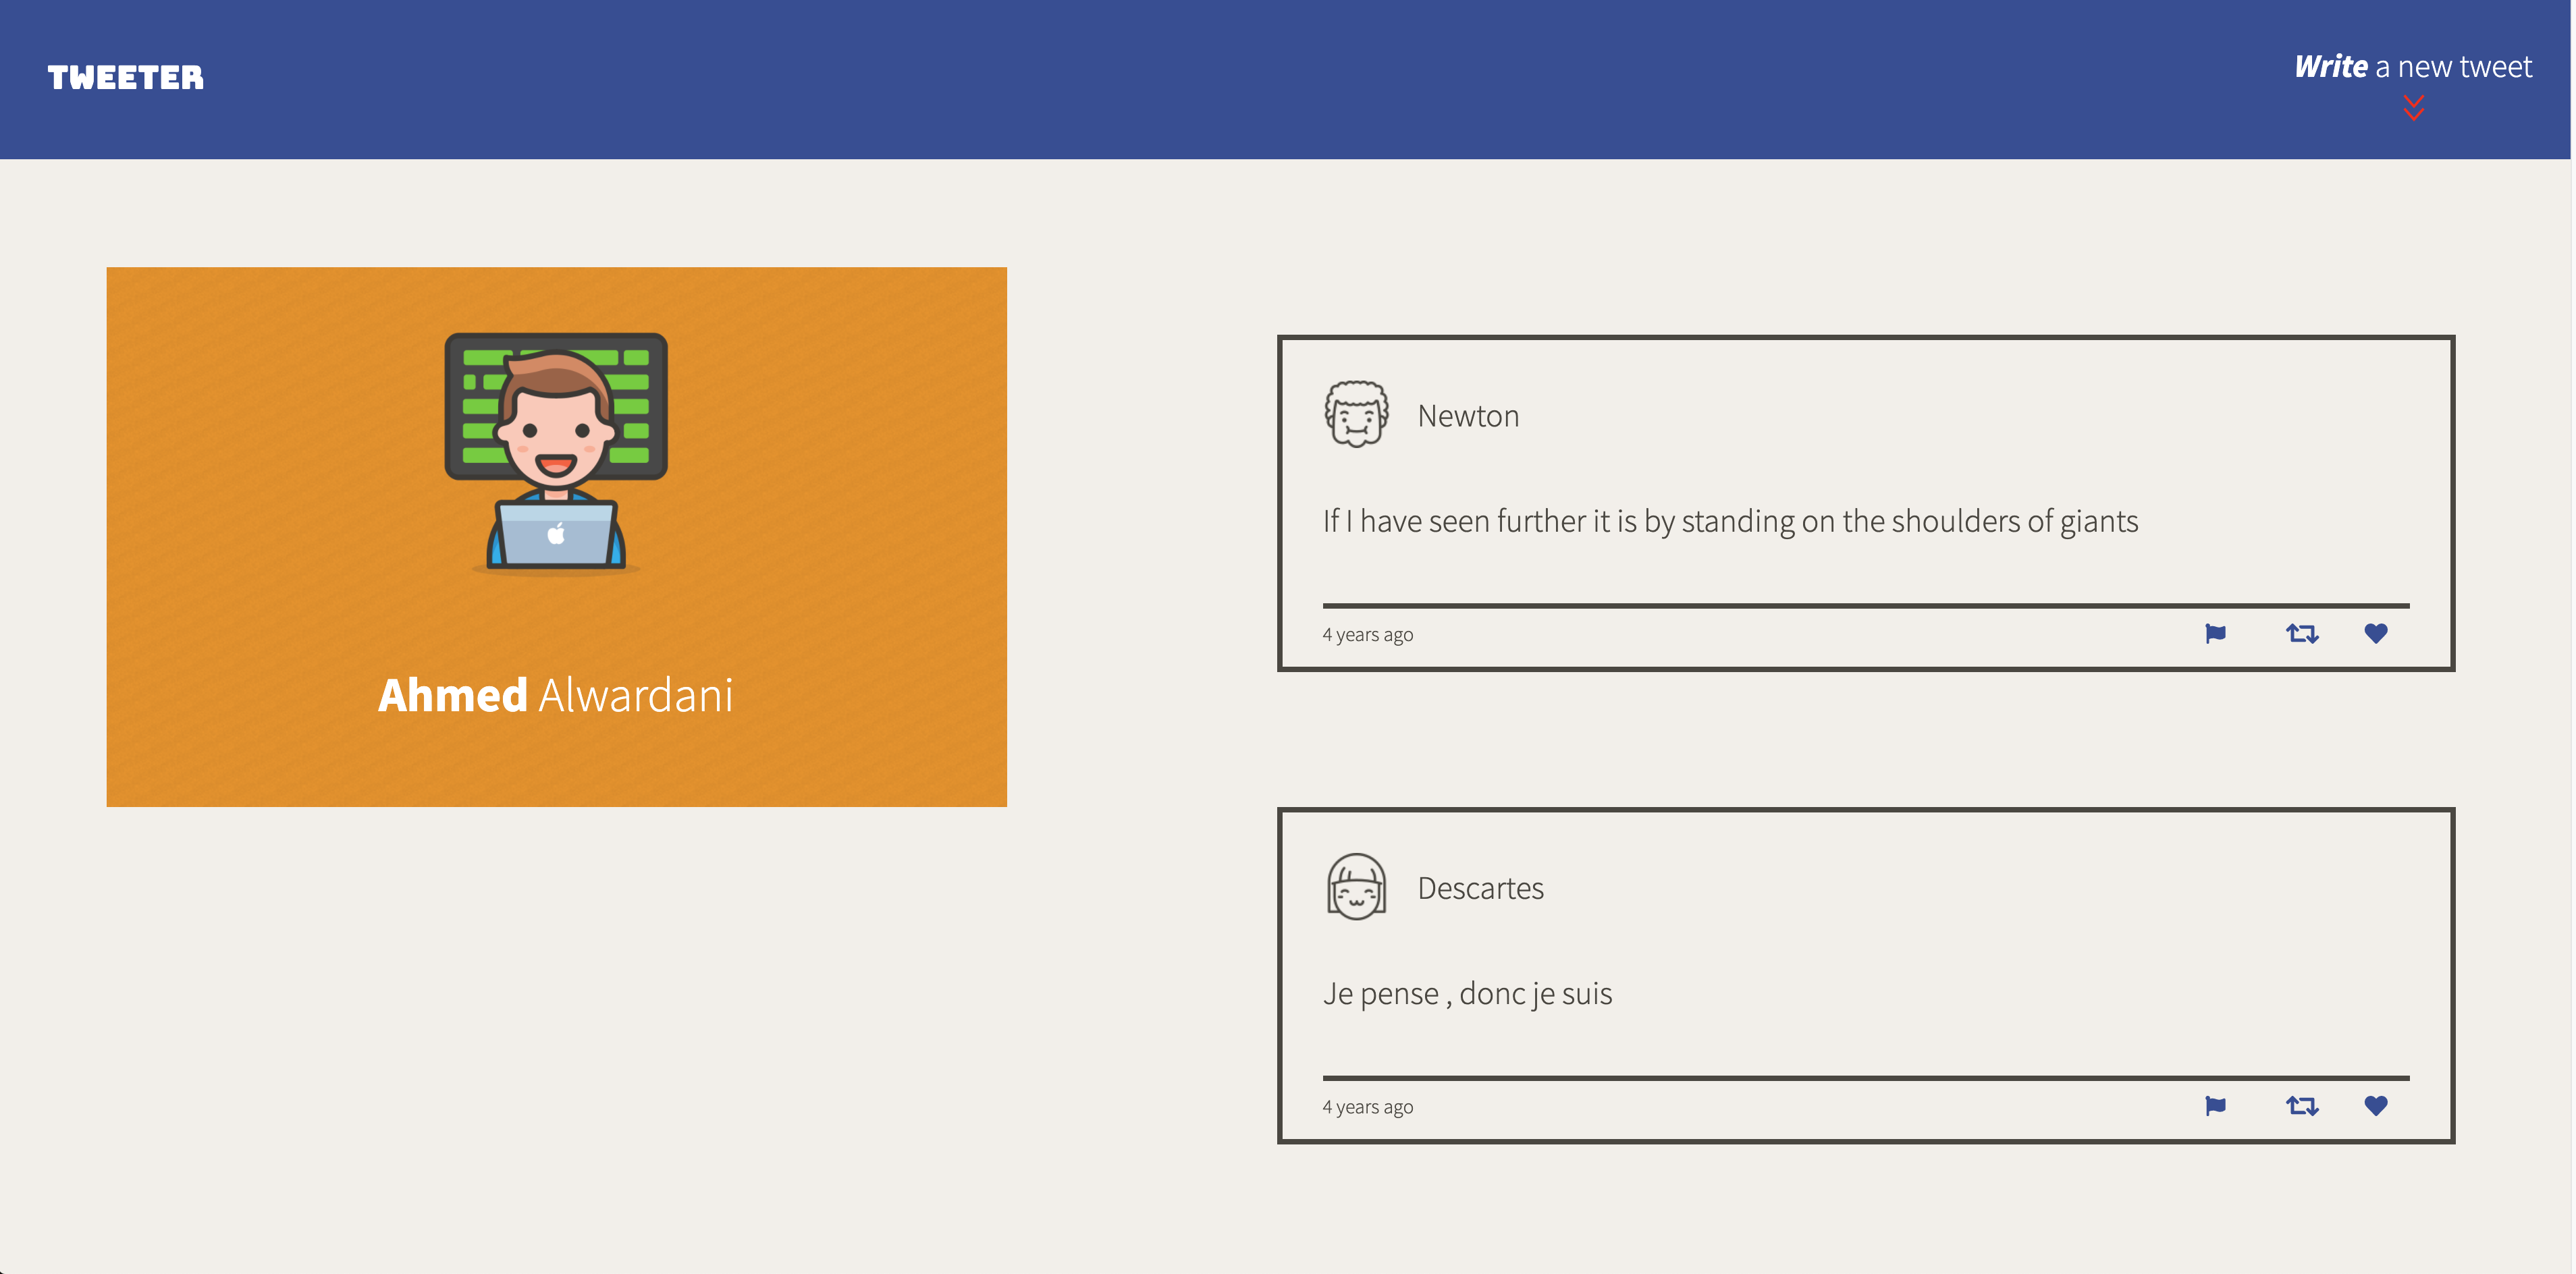 TWEETER
Write a new tweet
Ahmed Alwardani
Newton
If I have seen further it is by standing on the shoulders of giants
4 years ago
Descartes
Je pense , donc je suis
4 years ago